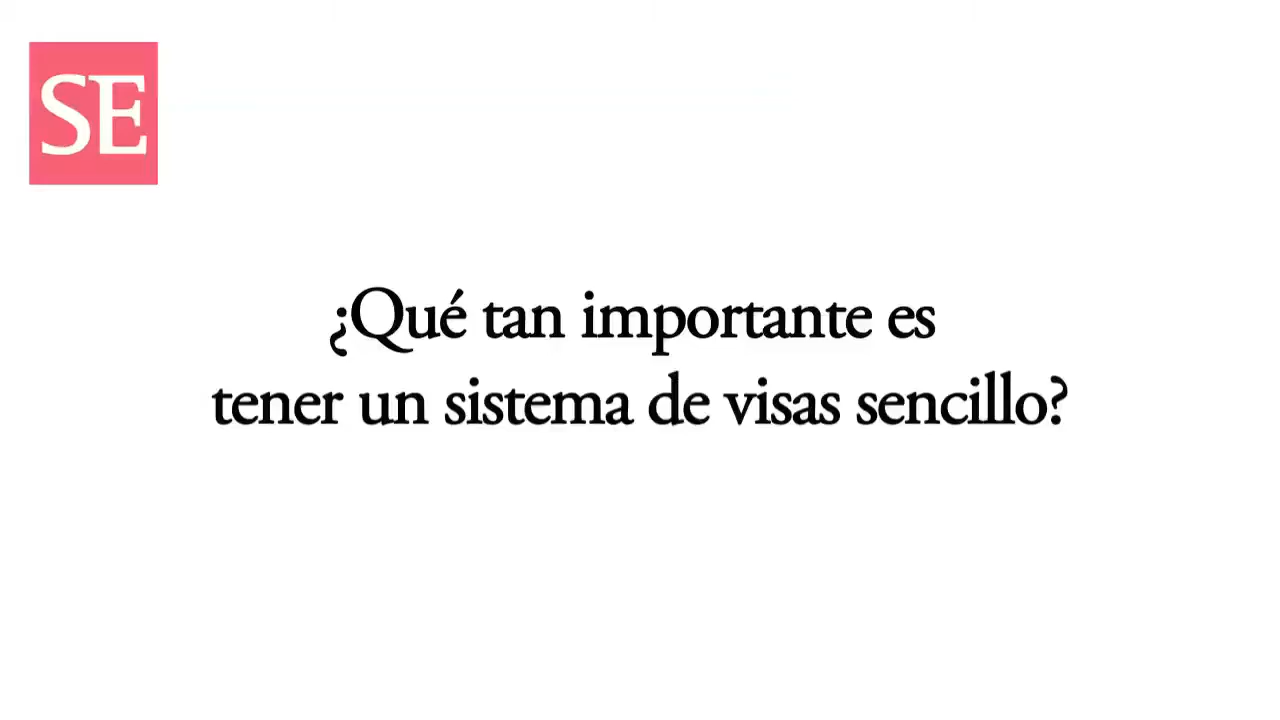 SE
¿Qué tan importante es
tener un sistema de visas sencillo?